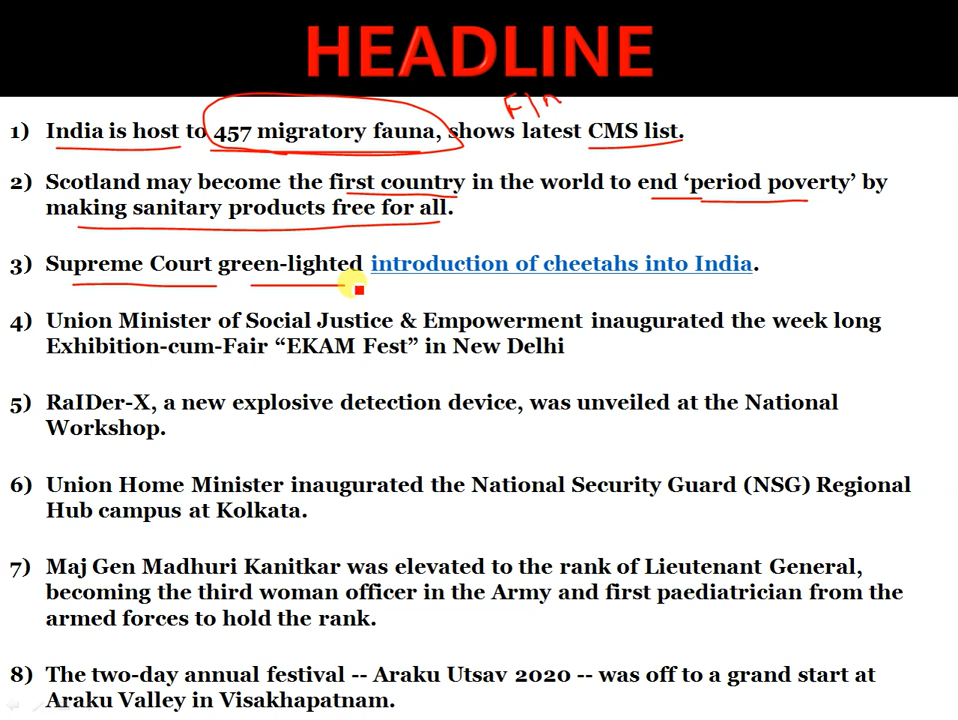 HEADLINE
Fin
1) India is host to 457 migratory fauna, shows latest CMS list.
2) Scotland may become the first country in the world to end ‘period poverty’ by
making sanitary products free for all.
3) Supreme Court green-lighted introduction of cheetahs into India.
4) Union Minister of Social Justice & Empowerment inaugurated the week long
Exhibition-cum-Fair “EKAM Fest” in New Delhi
5) RaIDer-X, a new explosive detection device, was unveiled at the National
Workshop.
6) Union Home Minister inaugurated the National Security Guard (NSG) Regional
Hub campus at Kolkata.
7) Maj Gen Madhuri Kanitkar was elevated to the rank of Lieutenant General,
becoming the third woman officer in the Army and first paediatrician from the
armed forces to hold the rank.
8) The two-day annual festival -- Araku Utsav 2020 -- was off to a grand start at
Araku Valley in Visakhapatnam.